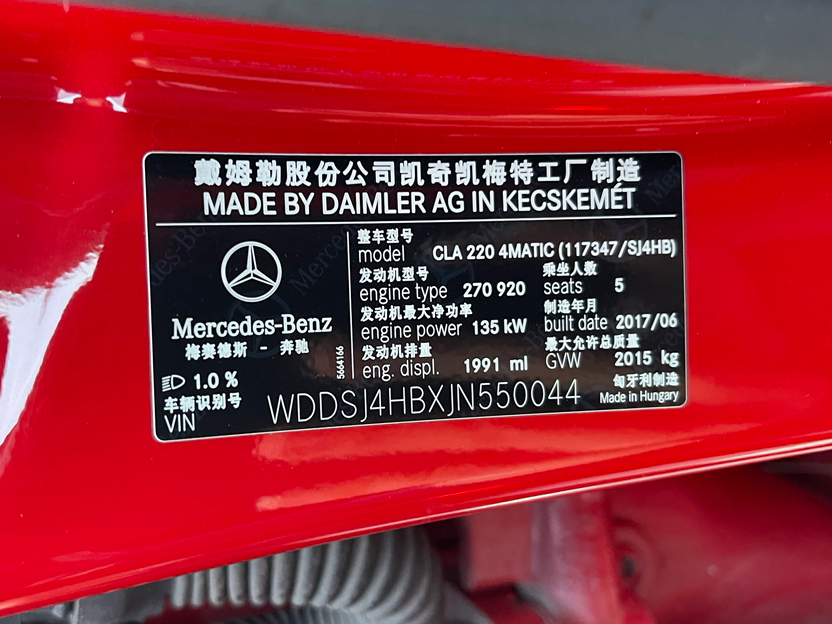 戴姆勒股份公司凯奇凯梅特工厂制造
MADE BY DAIMLER AG IN KECSKEMÉT
Mercedes-Benz
梅赛德斯 - 奔驰
1.0 %
5664166
整车型号
model CLA 220 4MATIC (117347/SJ4HB)
发动机型号 乘坐人数
engine type 270 920 seats 5
发动机最大净功率 制造年月
engine power 135 kW built date 2017/06
发动机排量 最大允许总质量
eng. displ. 1991 ml GVW 2015 kg
车辆识别号 匈牙利制造
VIN WDDSJ4HBXJN550044 Made in Hungary